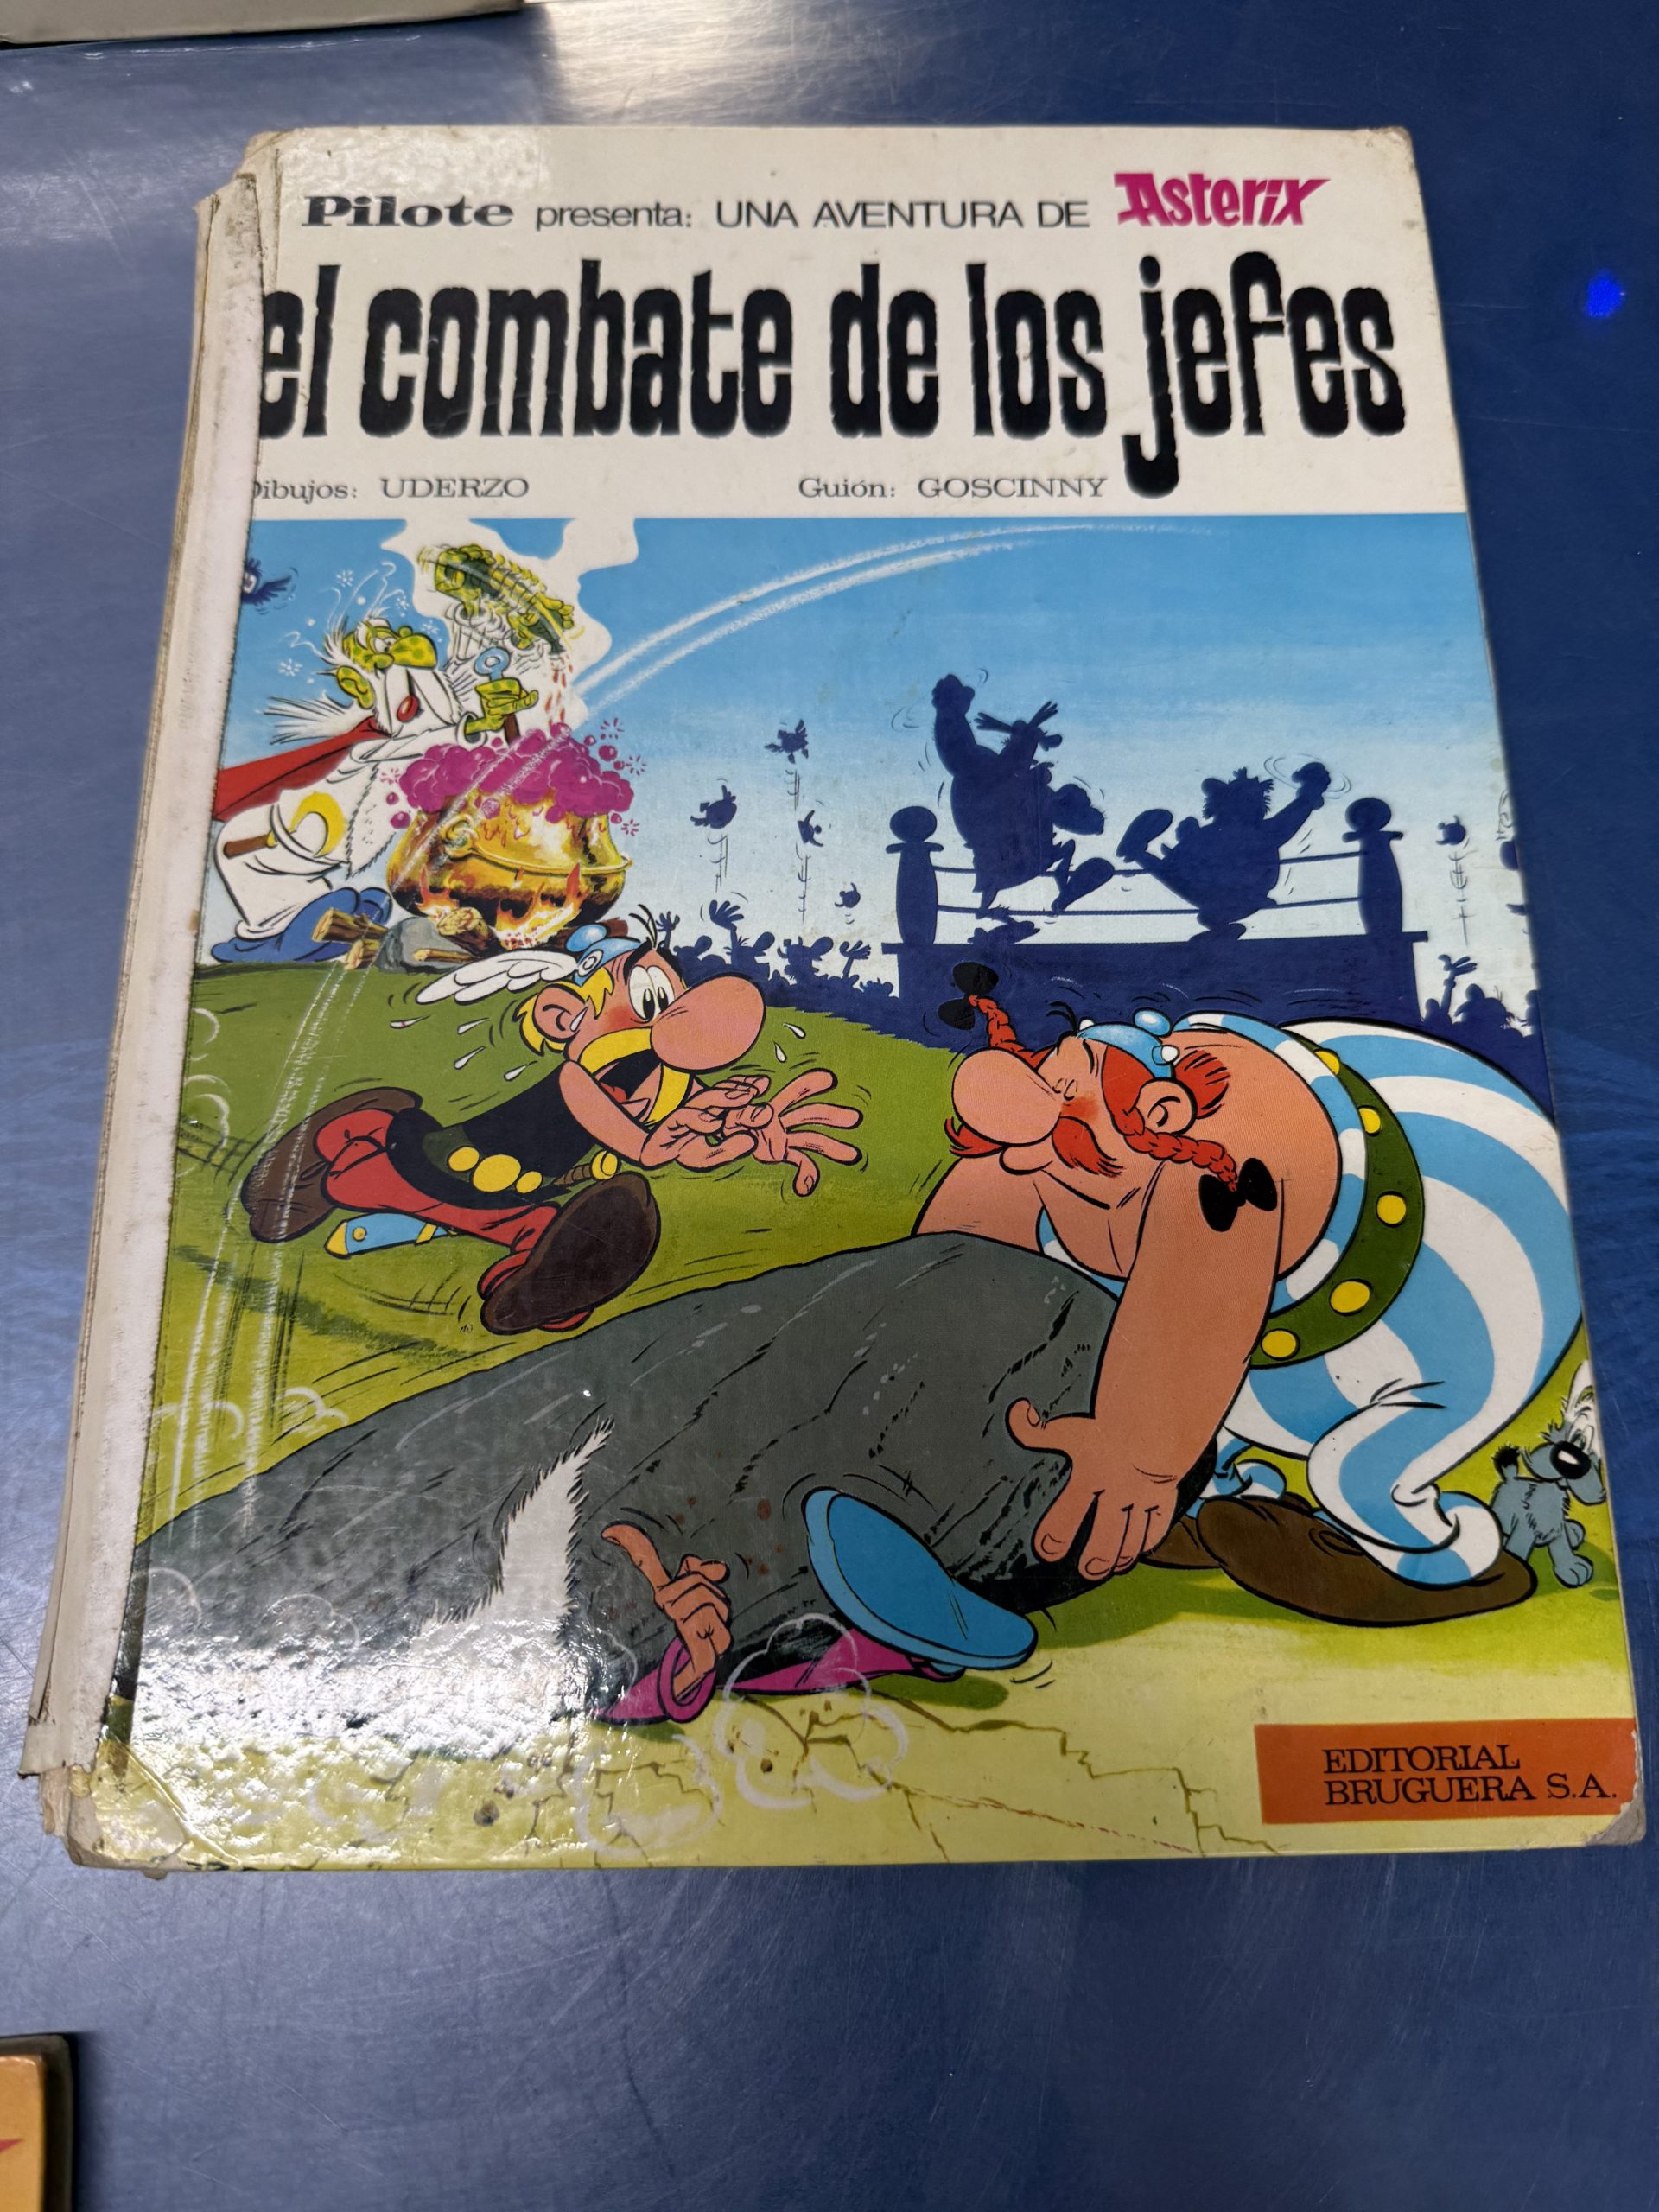 Pilote presenta: UNA AVENTURA DE Asterix
el combate de los jefes
Dibujos: UDERZO Guión: GOSCINNY
EDITORIAL
BRUGUERA S.A.